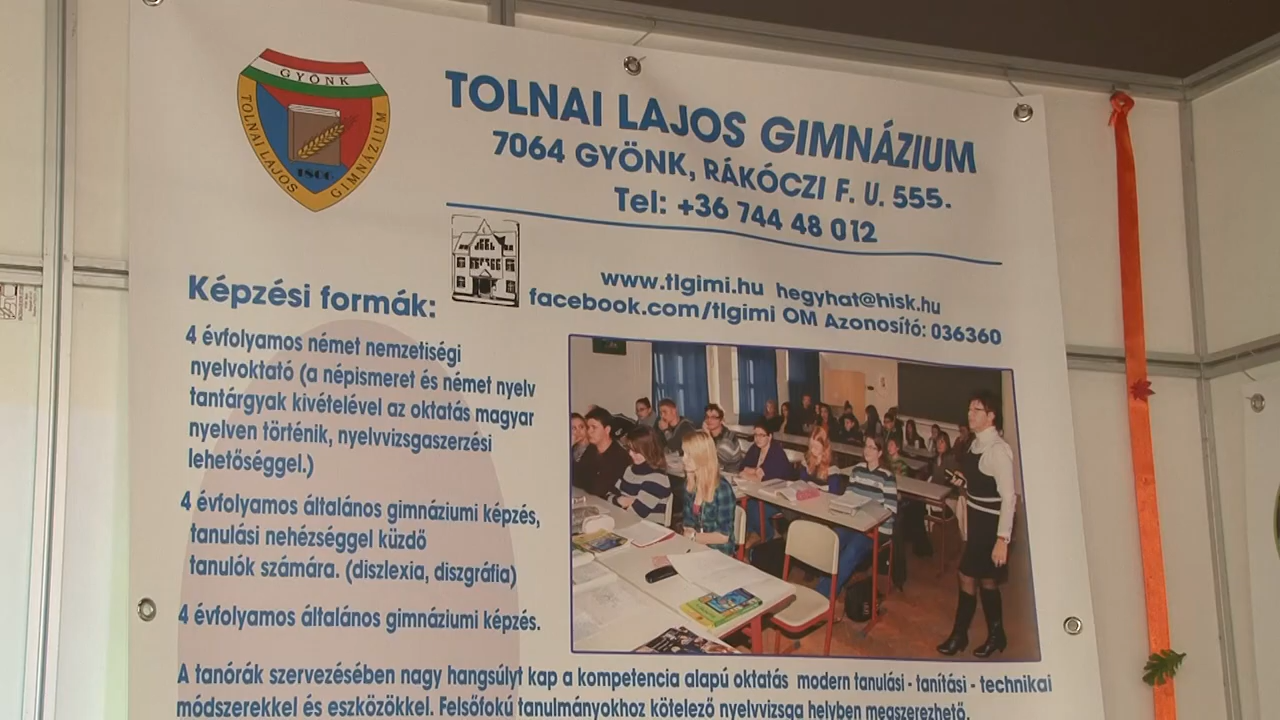 GYÖNK
TOLNAI LAJOS GIMNÁZIUM
1806
TOLNAI LAJOS GIMNÁZIUM
7064 GYÖNK, RÁKÓCZI F. U. 555.
Tel: +36 744 48 012
www.tlgimi.hu hegyhat@hisk.hu
facebook.com/tlgimi OM Azonosító: 036360
Képzési formák:
4 évfolyamos német nemzetiségi
nyelvoktató (a népismeret és német nyelv
tantárgyak kivételével az oktatás magyar
nyelven történik, nyelvvizsgaszerzési
lehetőséggel.)
4 évfolyamos általános gimnáziumi képzés,
tanulási nehézséggel küzdő
tanulók számára. (diszlexia, diszgráfia)
4 évfolyamos általános gimnáziumi képzés.
A tanórák szervezésében nagy hangsúlyt kap a kompetencia alapú oktatás modern tanulási - tanítási - technikai
módszerekkel és eszközökkel. Felsőfokú tanulmányokhoz kötelező nyelvvizsga helyben megszerezhető.